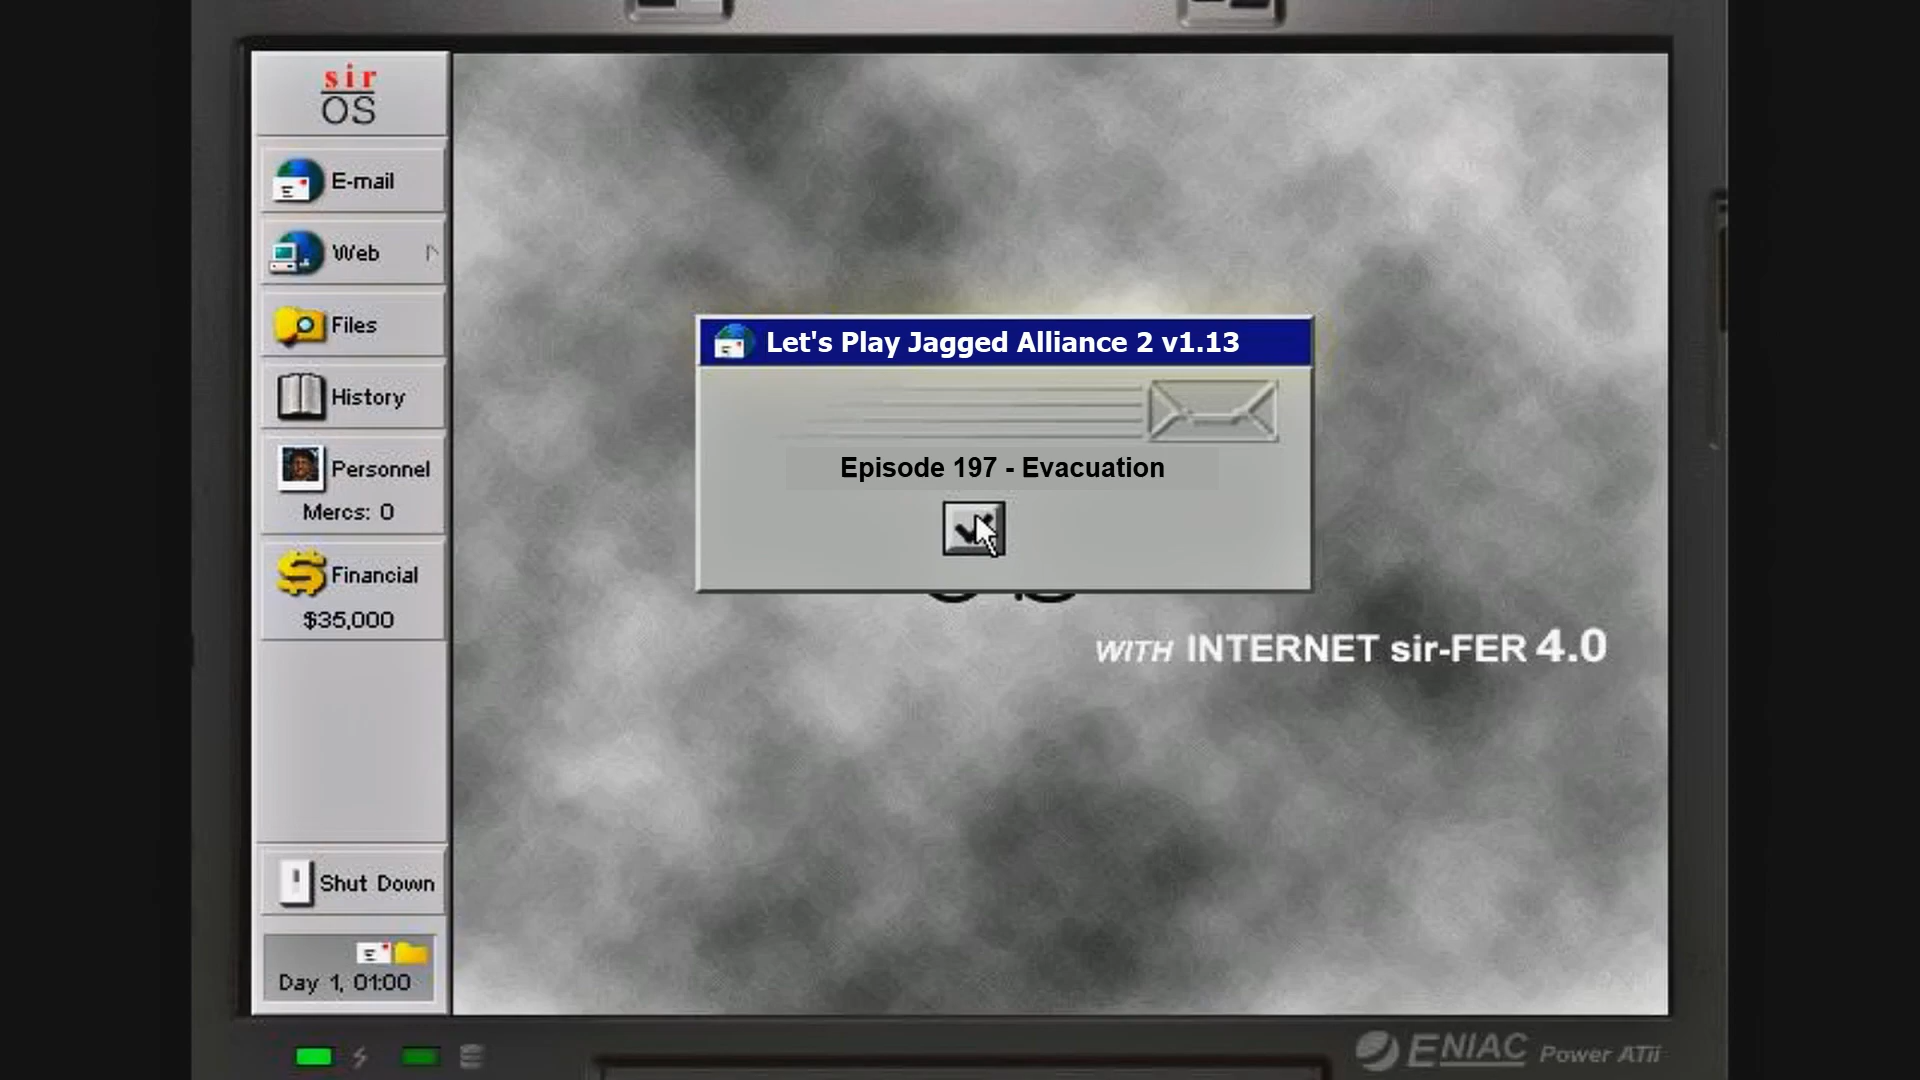 sir
OS
E-mail
Web
Files
History
Personnel
Mercs: 0
Financial
$35,000
Shut Down
Day 1, 01:00
Let's Play Jagged Alliance 2 v1.13
Episode 197 - Evacuation
WITH INTERNET sir-FER 4.0
ENIAC Power ATii